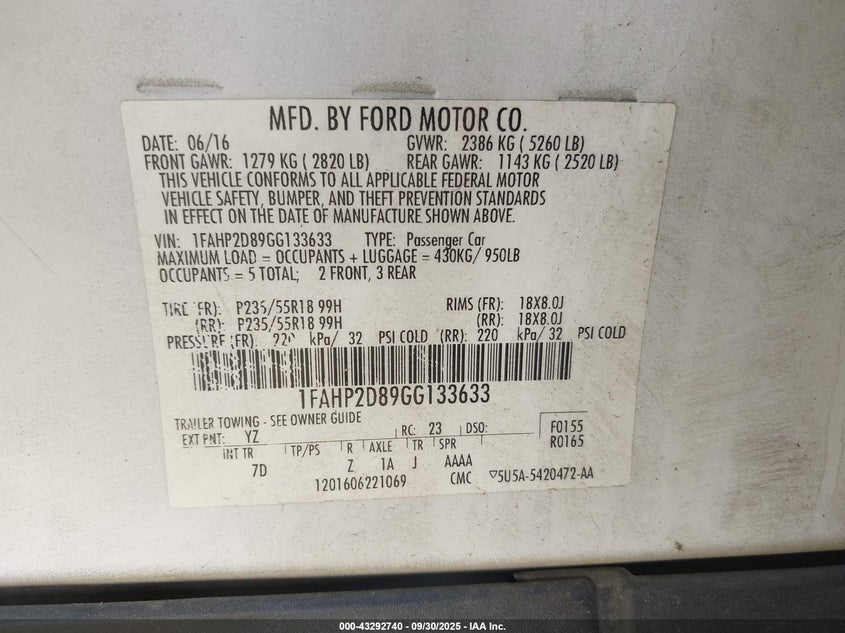 MFD. BY FORD MOTOR CO.
DATE: 06/16 GVWR: 2386 KG ( 5260 LB)
FRONT GAWR: 1279 KG ( 2820 LB) REAR GAWR: 1143 KG ( 2520 LB)
THIS VEHICLE CONFORMS TO ALL APPLICABLE FEDERAL MOTOR
VEHICLE SAFETY, BUMPER, AND THEFT PREVENTION STANDARDS
IN EFFECT ON THE DATE OF MANUFACTURE SHOWN ABOVE.
VIN: 1FAHP2D89GG133633 TYPE: Passenger Car
MAXIMUM LOAD = OCCUPANTS + LUGGAGE = 430KG/ 950LB
OCCUPANTS = 5 TOTAL; 2 FRONT, 3 REAR
TIRE (FR): P235/55R18 99H RIMS (FR): 18X8.0J
(RR): P235/55R18 99H (RR): 18X8.0J
PRESSURE (FR): 220 kPa/ 32 PSI COLD (RR): 220 kPa/ 32 PSI COLD
1FAHP2D89GG133633
TRAILER TOWING - SEE OWNER GUIDE
EXT PNT: YZ RC: 23 DSO: F0155
R0165
INT TR TP/PS R AXLE TR SPR
7D Z 1A J AAAA
1201606221069 CMC 5U5A-5420472-AA
000-43292740 - 09/30/2025 - IAA Inc.